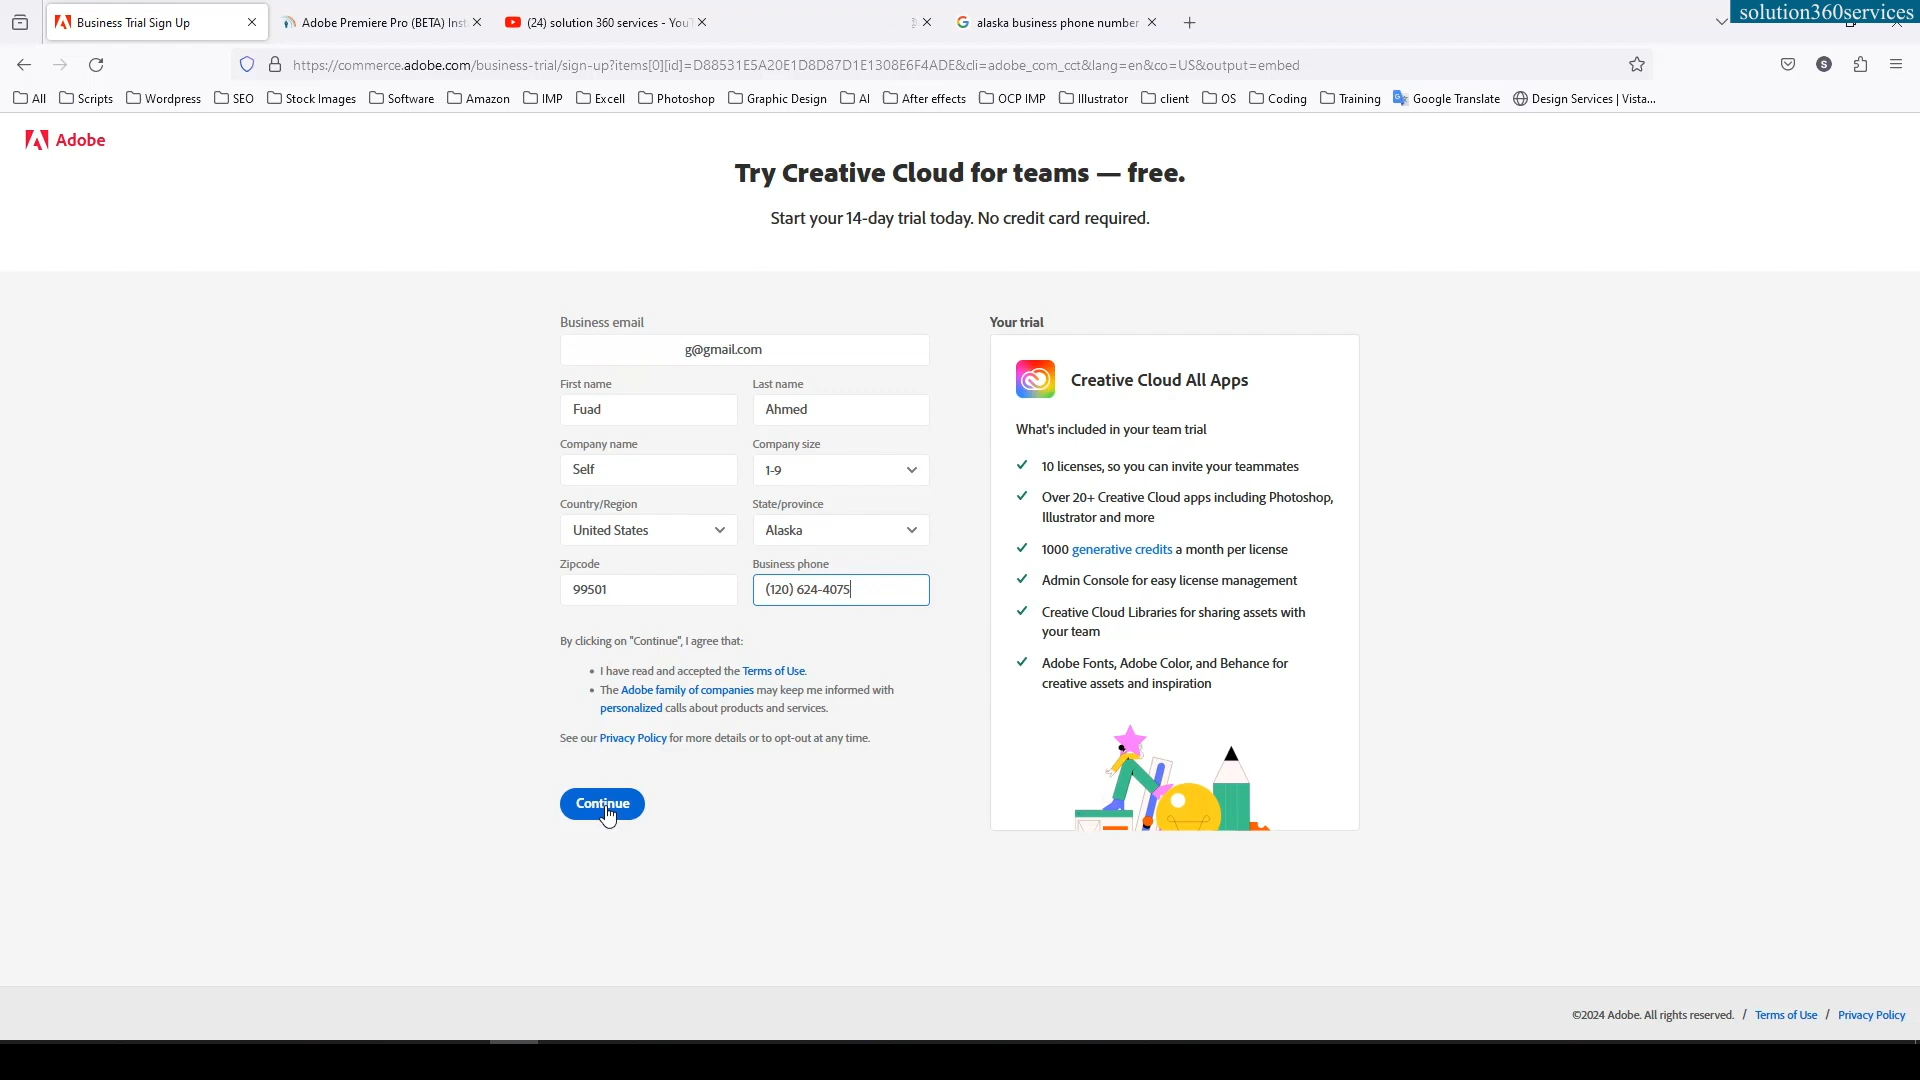 Business Trial Sign Up
Adobe Premiere Pro (BETA) Inst
(24) solution 360 services - You
alaska business phone number
solution360services
https://commerce.adobe.com/business-trial/sign-up?items[0][id]=D88531E5A20E1D8D87D1E1308E6F4ADE&cli=adobe_com_cct&lang=en&co=US&output=embed
S
All Scripts Wordpress SEO Stock Images Software Amazon IMP Excell Photoshop Graphic Design AI After effects OCP IMP Illustrator client OS Coding Training Google Translate Design Services | Vista...
Adobe
Try Creative Cloud for teams — free.
Start your 14-day trial today. No credit card required.
Business email
g@gmail.com
First name Last name
Fuad Ahmed
Company name Company size
Self 1-9
Country/Region State/province
United States Alaska
Zipcode Business phone
99501 (120) 624-4075
By clicking on "Continue", I agree that:
• I have read and accepted the Terms of Use.
• The Adobe family of companies may keep me informed with
personalized calls about products and services.
See our Privacy Policy for more details or to opt-out at any time.
Continue
Your trial
Creative Cloud All Apps
What's included in your team trial
10 licenses, so you can invite your teammates
Over 20+ Creative Cloud apps including Photoshop,
Illustrator and more
1000 generative credits a month per license
Admin Console for easy license management
Creative Cloud Libraries for sharing assets with
your team
Adobe Fonts, Adobe Color, and Behance for
creative assets and inspiration
©2024 Adobe. All rights reserved. / Terms of Use / Privacy Policy